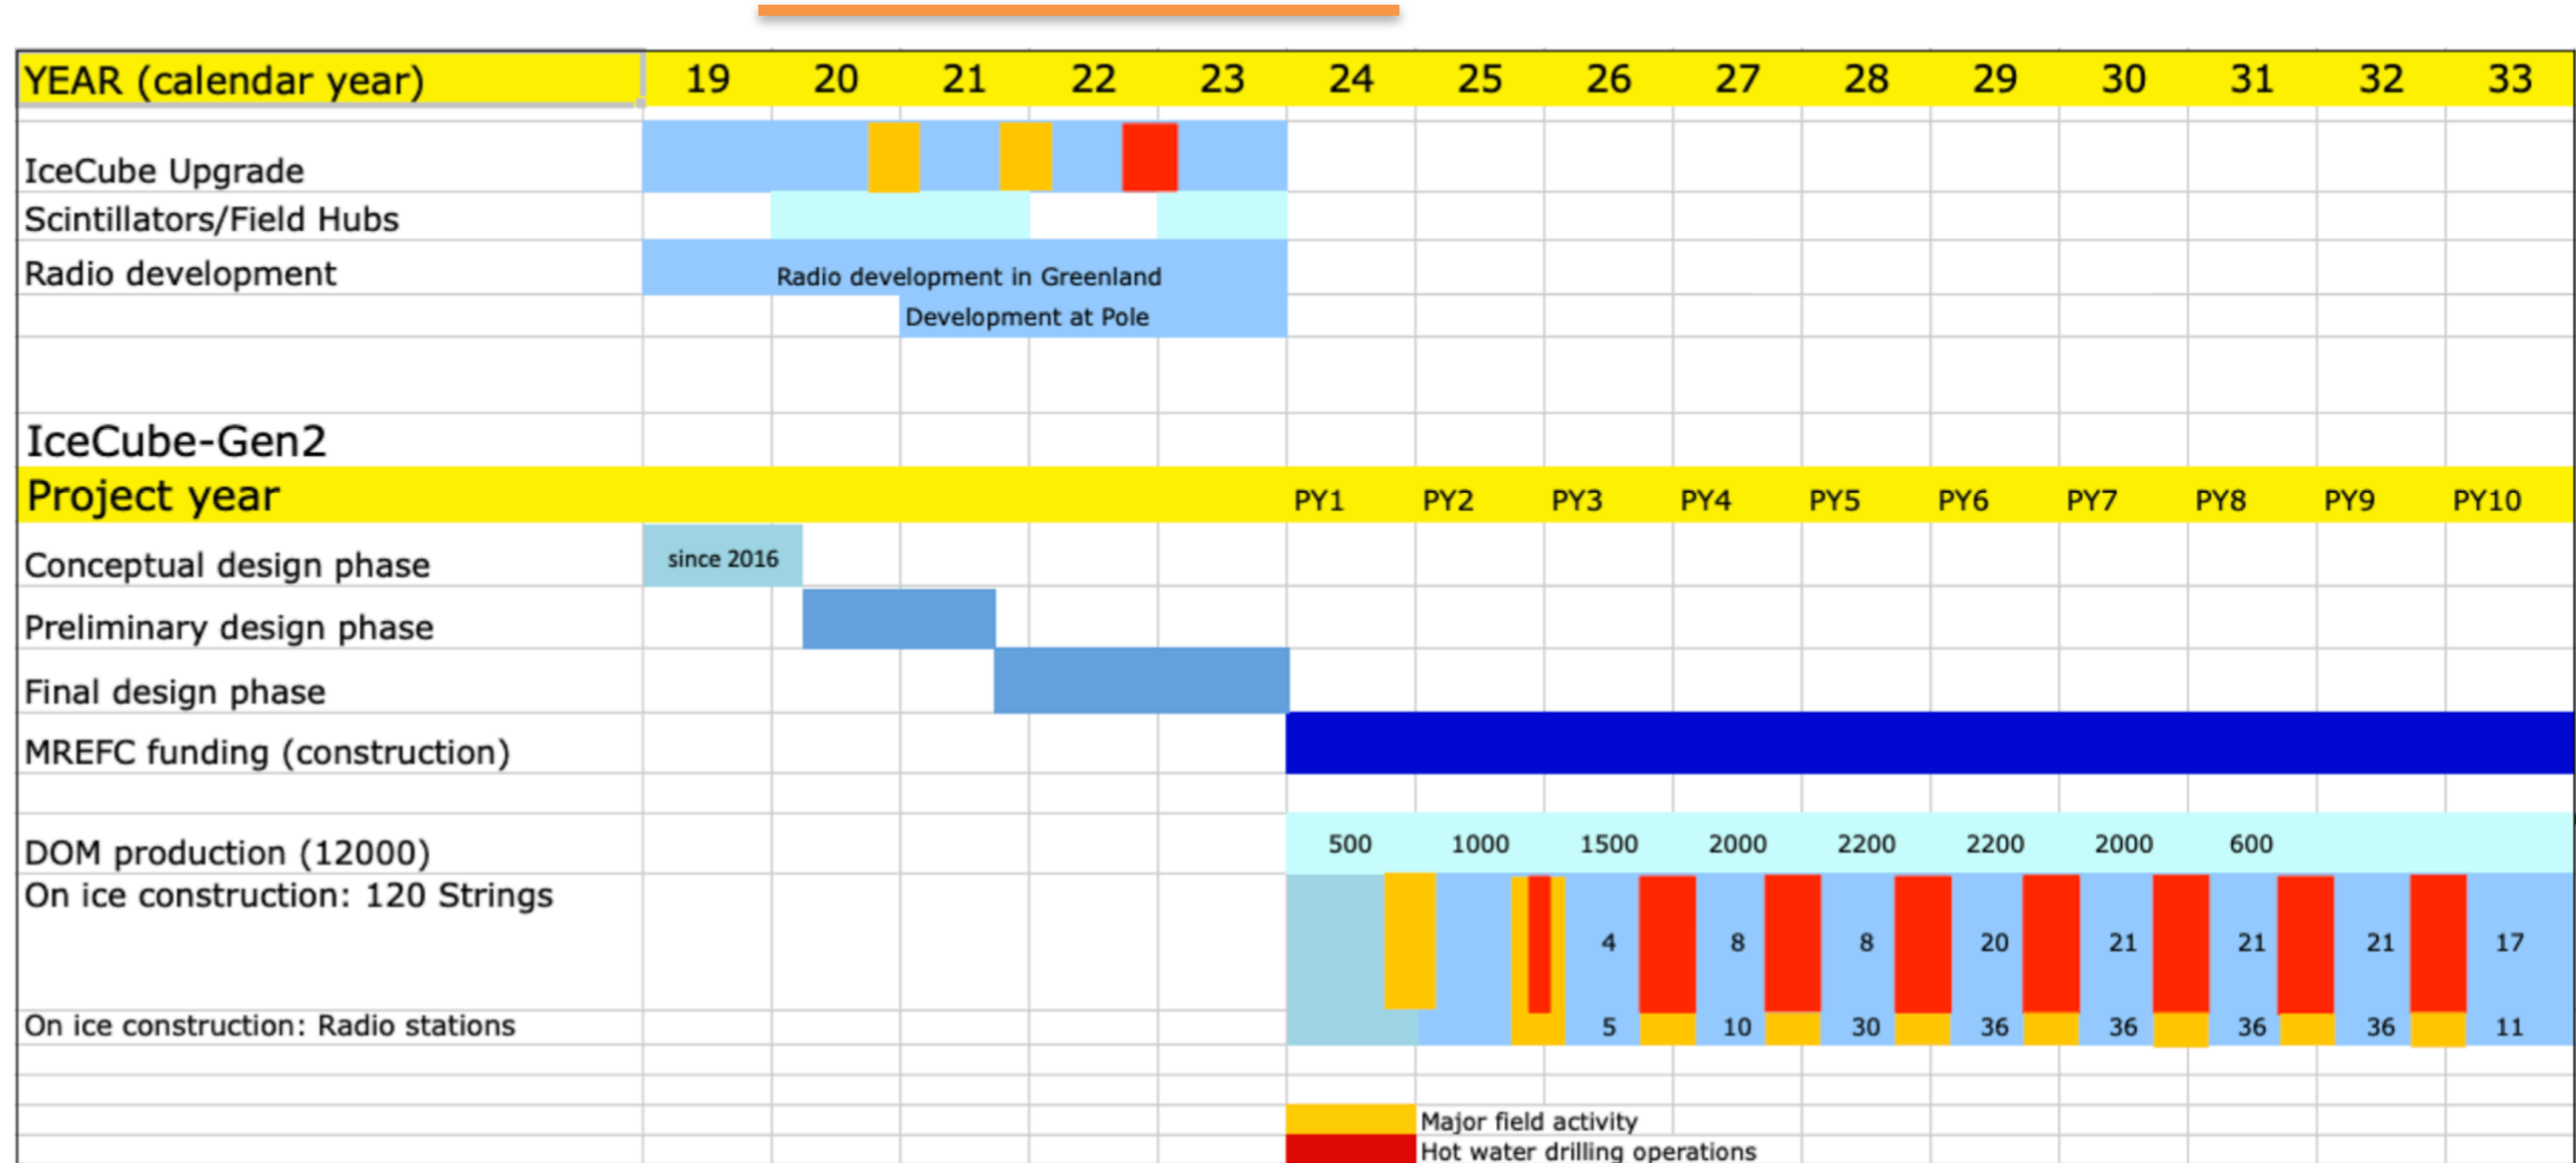 YEAR (calendar year) 19 20 21 22 23 24 25 26 27 28 29 30 31 32 33
IceCube Upgrade
Scintillators/Field Hubs
Radio development Radio development in Greenland
Development at Pole
IceCube-Gen2
Project year PY1 PY2 PY3 PY4 PY5 PY6 PY7 PY8 PY9 PY10
Conceptual design phase since 2016
Preliminary design phase
Final design phase
MREFC funding (construction)
DOM production (12000) 500 1000 1500 2000 2200 2200 2000 600
On ice construction: 120 Strings
4 8 8 20 21 21 21 17
On ice construction: Radio stations 5 10 30 36 36 36 36 11
Major field activity
Hot water drilling operations